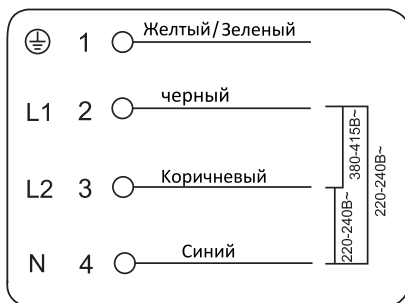 1 Желтый/Зеленый
L1 2 черный
L2 3 Коричневый
N 4 Синий
380-415В~
220-240В~
220-240В~